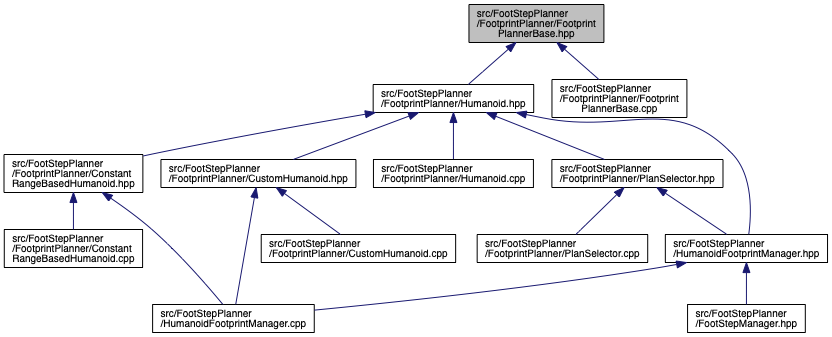 src/FootStepPlanner
/FootprintPlanner/Footprint
PlannerBase.hpp
src/FootStepPlanner
/FootprintPlanner/Humanoid.hpp
src/FootStepPlanner
/FootprintPlanner/Footprint
PlannerBase.cpp
src/FootStepPlanner
/FootprintPlanner/Constant
RangeBasedHumanoid.hpp
src/FootStepPlanner
/FootprintPlanner/CustomHumanoid.hpp
src/FootStepPlanner
/FootprintPlanner/Humanoid.cpp
src/FootStepPlanner
/FootprintPlanner/PlanSelector.hpp
src/FootStepPlanner
/FootprintPlanner/Constant
RangeBasedHumanoid.cpp
src/FootStepPlanner
/FootprintPlanner/CustomHumanoid.cpp
src/FootStepPlanner
/FootprintPlanner/PlanSelector.cpp
src/FootStepPlanner
/HumanoidFootprintManager.hpp
src/FootStepPlanner
/HumanoidFootprintManager.cpp
src/FootStepPlanner
/FootStepManager.hpp